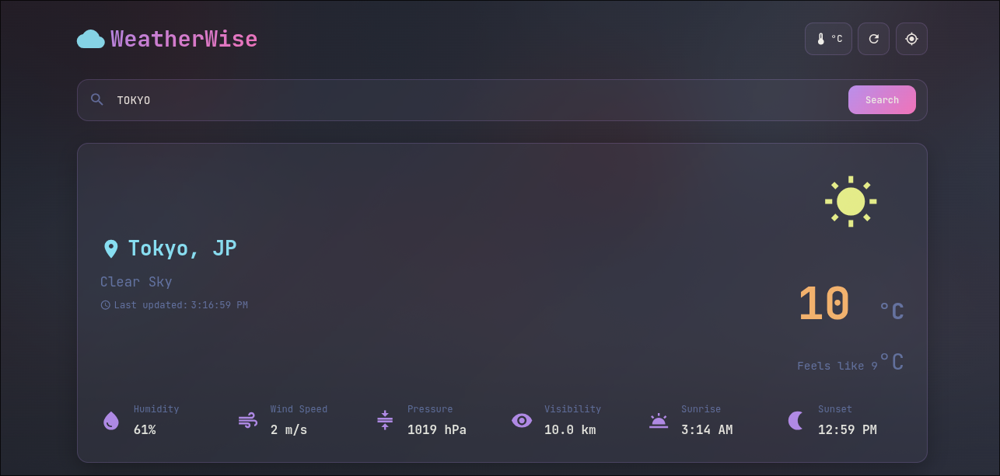 WeatherWise
°C
TOKYO
Search
Tokyo, JP
Clear Sky
Last updated: 3:16:59 PM
10 °C
Feels like 9 °C
Humidity
61%
Wind Speed
2 m/s
Pressure
1019 hPa
Visibility
10.0 km
Sunrise
3:14 AM
Sunset
12:59 PM